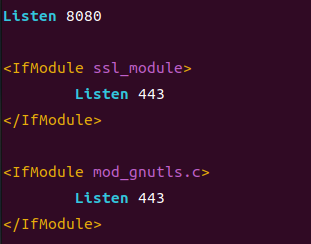 Listen 8080
<IfModule ssl_module>
Listen 443
</IfModule>
<IfModule mod_gnutls.c>
Listen 443
</IfModule>